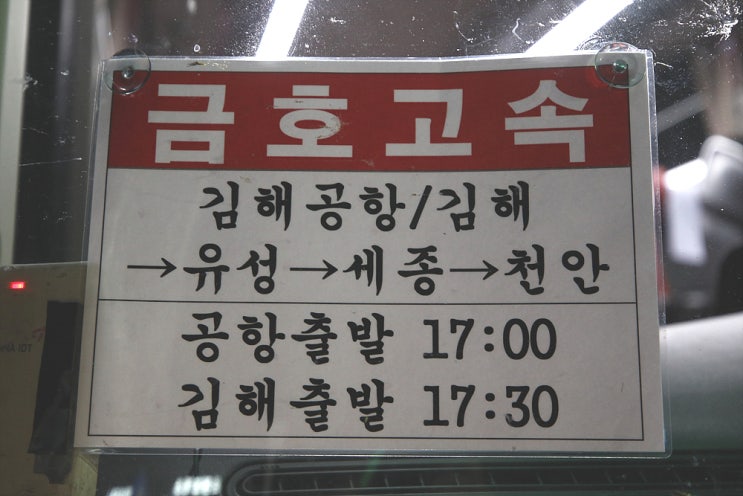 금호고속
김해공항/김해
→유성→세종→천안
공항출발 17:00
김해출발 17:30